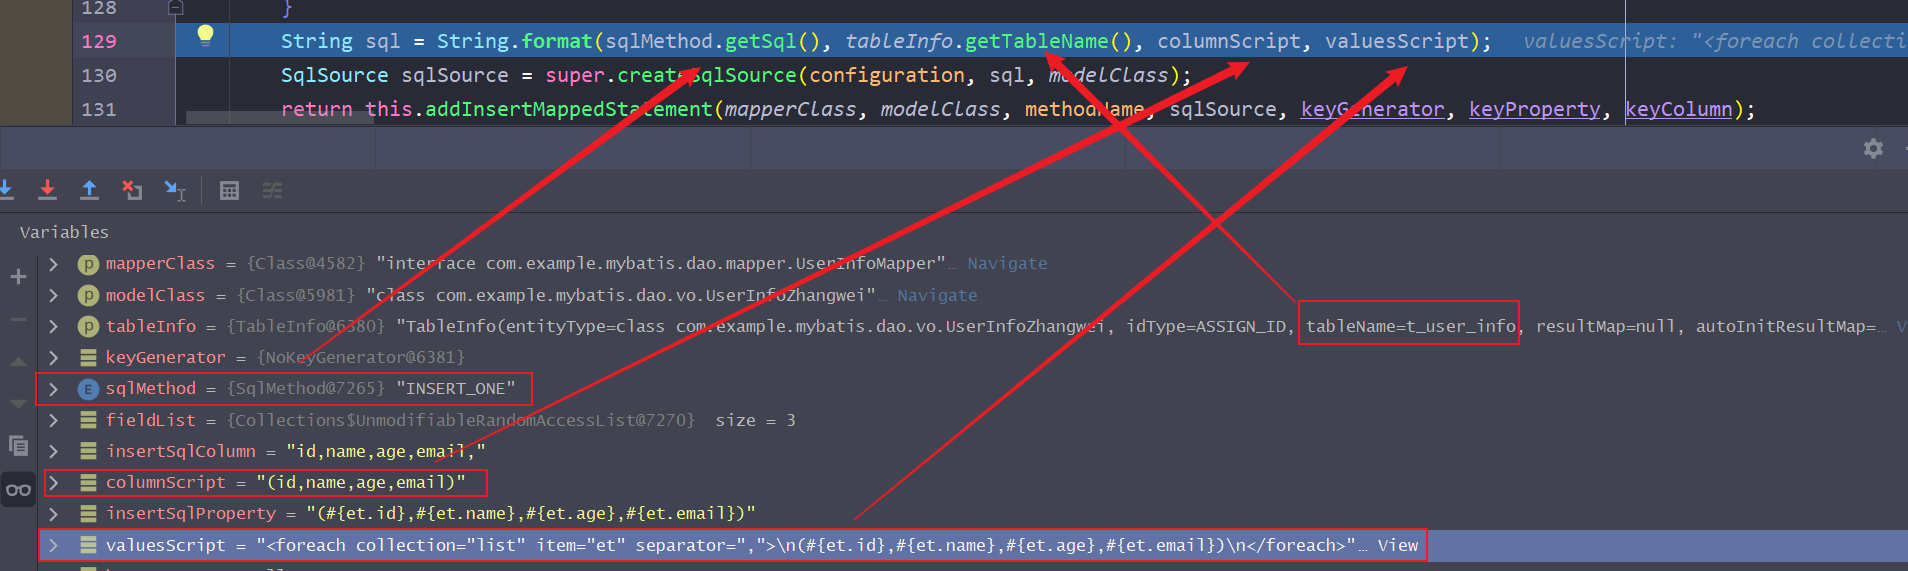 128 }
129 String sql = String.format(sqlMethod.getSql(), tableInfo.getTableName(), columnScript, valuesScript); valuesScript: "<foreach collecti
130 SqlSource sqlSource = super.createSqlSource(configuration, sql, modelClass);
131 return this.addInsertMappedStatement(mapperClass, modelClass, methodName, sqlSource, keyGenerator, keyProperty, keyColumn);
Variables
p mapperClass = {Class@4582} "interface com.example.mybatis.dao.mapper.UserInfoMapper"… Navigate
p modelClass = {Class@5981} "class com.example.mybatis.dao.vo.UserInfoZhangwei"… Navigate
p tableInfo = {TableInfo@6380} "TableInfo(entityType=class com.example.mybatis.dao.vo.UserInfoZhangwei, idType=ASSIGN_ID, tableName=t_user_info, resultMap=null, autoInitResultMap=… V
keyGenerator = {NoKeyGenerator@6381}
E sqlMethod = {SqlMethod@7265} "INSERT_ONE"
fieldList = {Collections$UnmodifiableRandomAccessList@7270} size = 3
insertSqlColumn = "id,name,age,email,"
columnScript = "(id,name,age,email)"
insertSqlProperty = "(#{et.id},#{et.name},#{et.age},#{et.email})"
valuesScript = "<foreach collection="list" item="et" separator=",">\n(#{et.id},#{et.name},#{et.age},#{et.email})\n</foreach>"… View